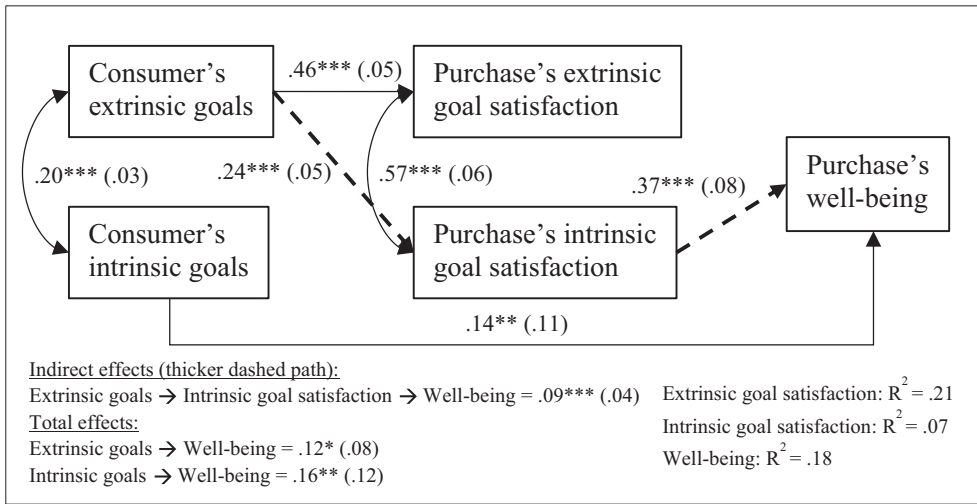 Consumer's
extrinsic goals
.46*** (.05)
Purchase's extrinsic
goal satisfaction
.20*** (.03)
.24*** (.05)
.57*** (.06)
.37*** (.08)
Purchase's
well-being
Consumer's
intrinsic goals
Purchase's intrinsic
goal satisfaction
.14** (.11)
Indirect effects (thicker dashed path):
Extrinsic goals → Intrinsic goal satisfaction → Well-being = .09*** (.04)
Total effects:
Extrinsic goals → Well-being = .12* (.08)
Intrinsic goals → Well-being = .16** (.12)
Extrinsic goal satisfaction: R² = .21
Intrinsic goal satisfaction: R² = .07
Well-being: R² = .18